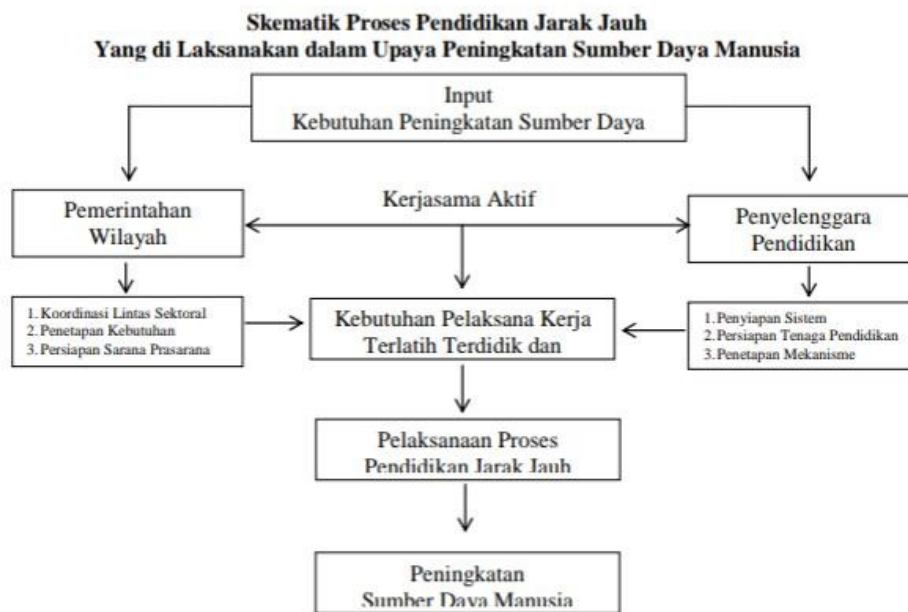 Skematik Proses Pendidikan Jarak Jauh
Yang di Laksanakan dalam Upaya Peningkatan Sumber Daya Manusia
Input
Kebutuhan Peningkatan Sumber Daya
Kerjasama Aktif
Pemerintahan
Wilayah
Penyelenggara
Pendidikan
1.Koordinasi Lintas Sektoral
2.Penetapan Kebutuhan
3.Persiapan Sarana Prasarana
Kebutuhan Pelaksana Kerja
Terlatih Terdidik dan
1.Penyiapan Sistem
2.Persiapan Tenaga Pendidikan
3.Penetapan Mekanisme
Pelaksanaan Proses
Pendidikan Jarak Jauh
Peningkatan
Sumber Daya Manusia